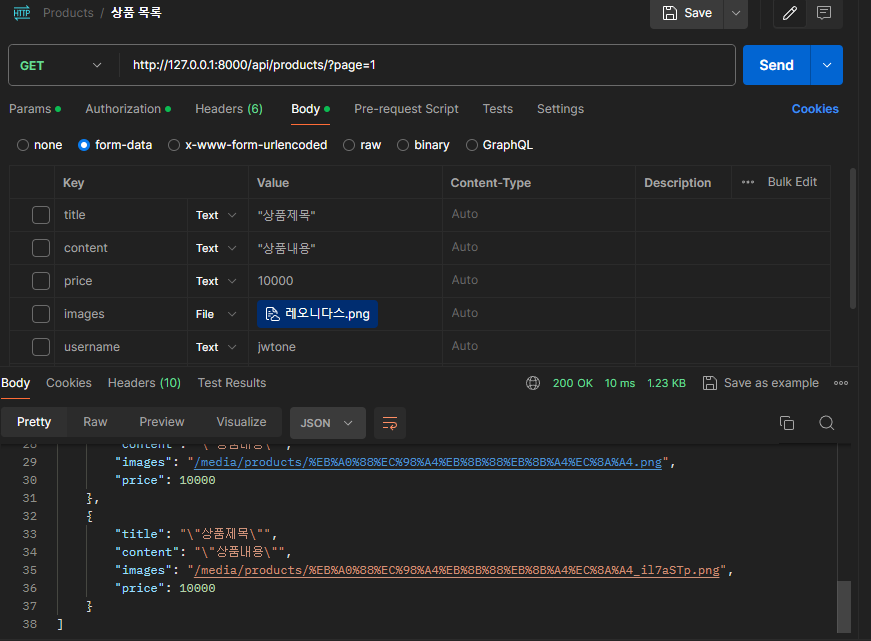 HTTP Products / 상품 목록 Save
GET http://127.0.0.1:8000/api/products/?page=1 Send
Params Authorization Headers (6) Body Pre-request Script Tests Settings Cookies
none form-data x-www-form-urlencoded raw binary GraphQL
Key Value Content-Type Description ••• Bulk Edit
title Text "상품제목" Auto
content Text "상품내용" Auto
price Text 10000 Auto
images File 레오니다스.png Auto
username Text jwtone Auto
Body Cookies Headers (10) Test Results 200 OK 10 ms 1.23 KB Save as example
Pretty Raw Preview Visualize JSON
28 "content": "\"상품내용\"",
29 "images": "/media/products/%EB%A0%88%EC%98%A4%EB%8B%88%EB%8B%A4%EC%8A%A4.png",
30 "price": 10000
31 },
32 {
33 "title": "\"상품제목\"",
34 "content": "\"상품내용\"",
35 "images": "/media/products/%EB%A0%88%EC%98%A4%EB%8B%88%EB%8B%A4%EC%8A%A4_il7aSTp.png",
36 "price": 10000
37 }
38 ]